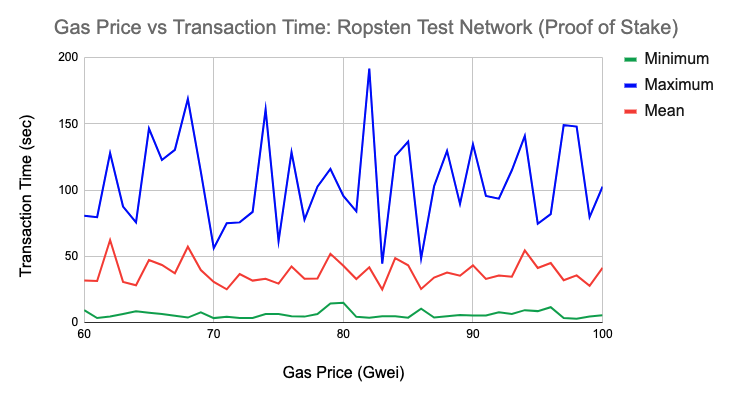 Gas Price vs Transaction Time: Ropsten Test Network (Proof of Stake)
200
150
100
50
0
Transaction Time (sec)
60
70
80
90
100
Gas Price (Gwei)
Minimum
Maximum
Mean